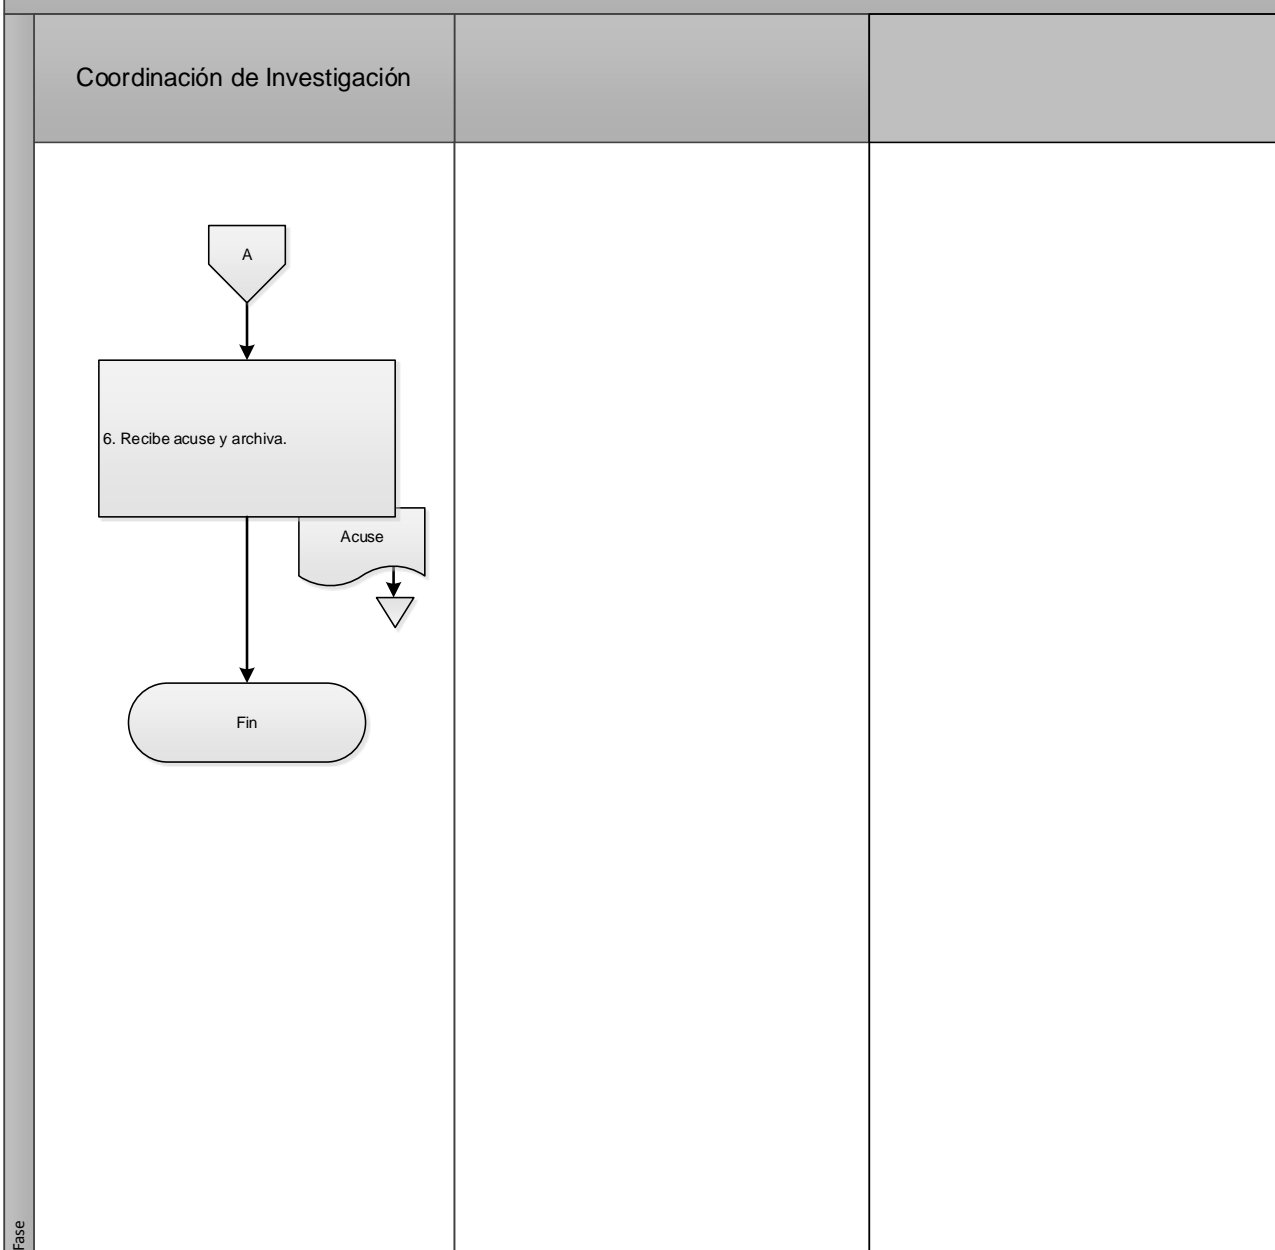 Coordinación de Investigación
A
6. Recibe acuse y archiva.
Acuse
Fin
Fase